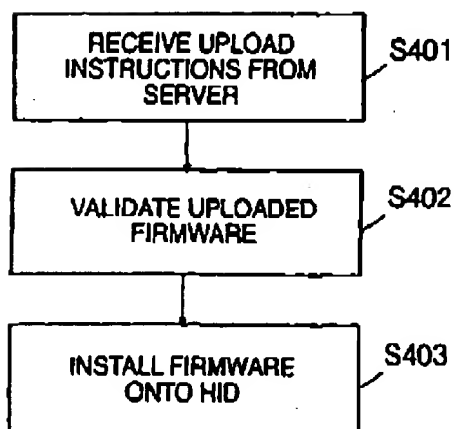 RECEIVE UPLOAD
INSTRUCTIONS FROM
SERVER
S401
VALIDATE UPLOADED
FIRMWARE
S402
INSTALL FIRMWARE
ONTO HID
S403